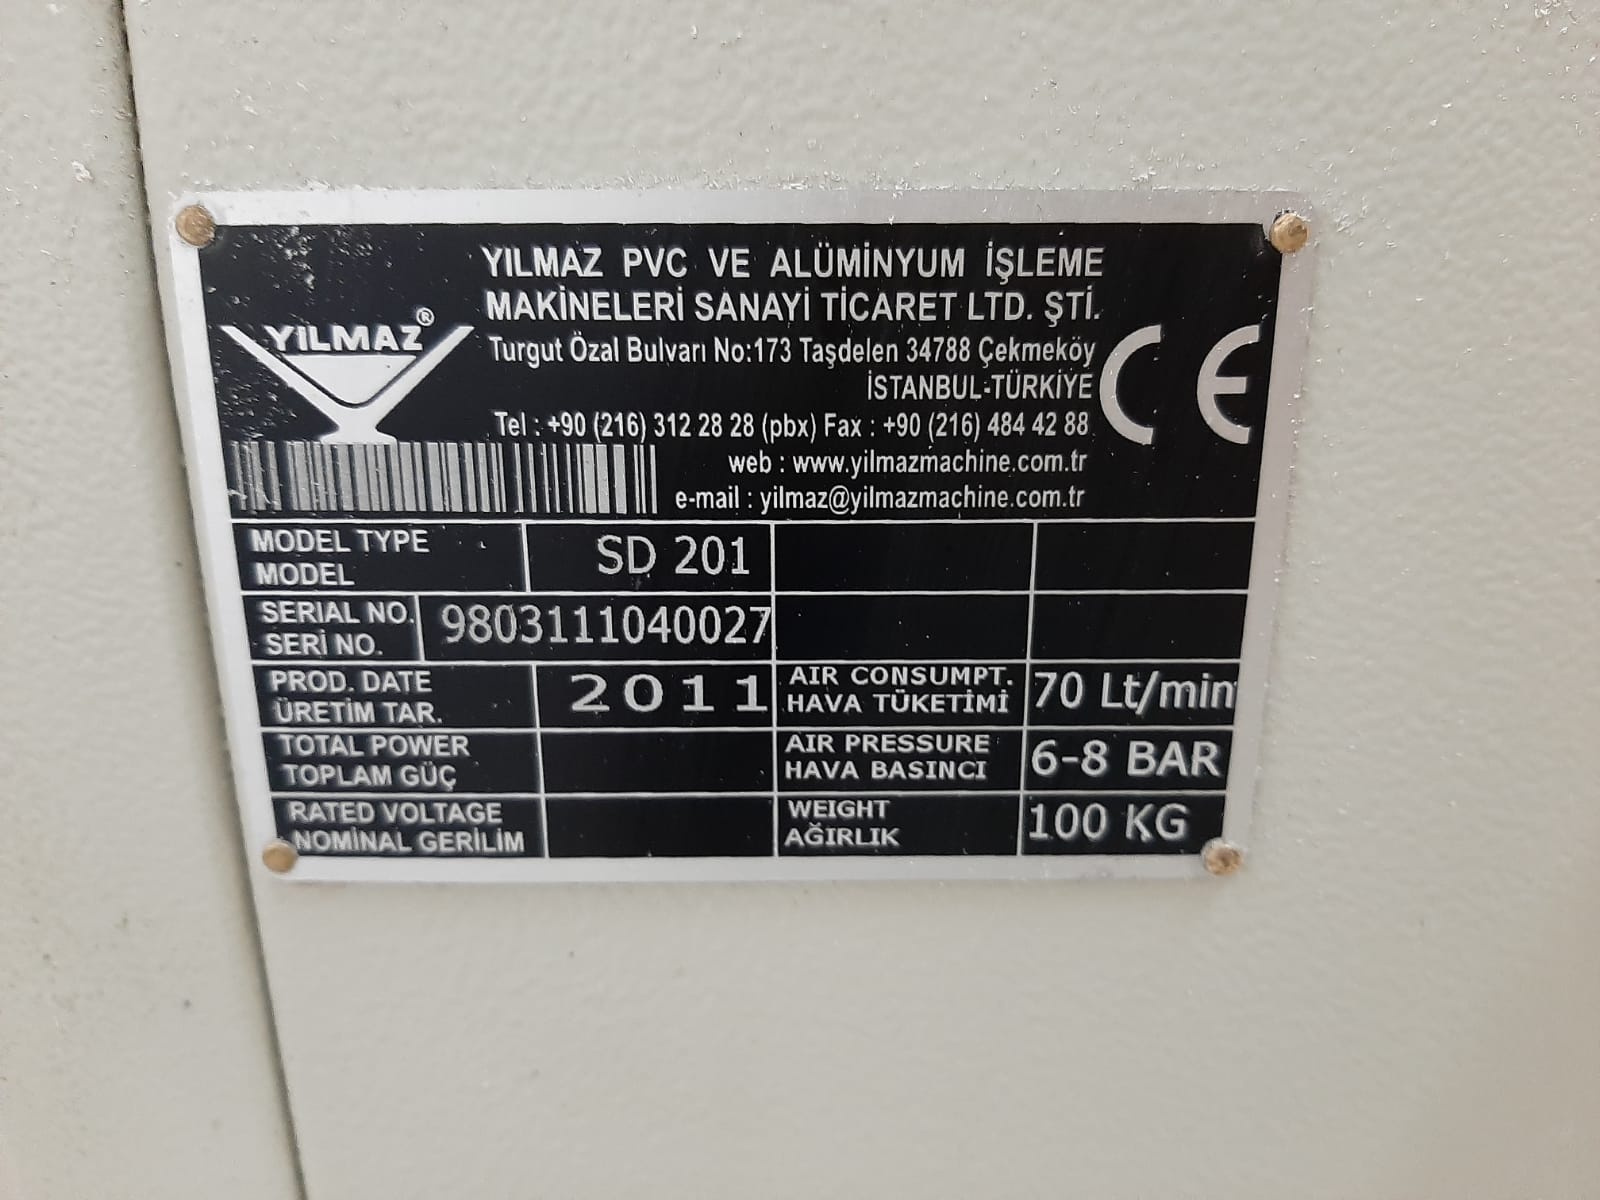 YILMAZ PVC VE ALÜMİNYUM İŞLEME
MAKİNELERİ SANAYİ TİCARET LTD. ŞTİ.
YILMAZ®
Turgut Özal Bulvarı No:173 Taşdelen 34788 Çekmeköy
İSTANBUL-TÜRKİYE
CE
Tel : +90 (216) 312 28 28 (pbx) Fax : +90 (216) 484 42 88
web : www.yilmazmachine.com.tr
e-mail : yilmaz@yilmazmachine.com.tr
MODEL TYPE
MODEL
SD 201
SERIAL NO.
SERİ NO.
9803111040027
PROD. DATE
ÜRETİM TAR.
2011
AIR CONSUMPT.
HAVA TÜKETİMİ
70 Lt/min
TOTAL POWER
TOPLAM GÜÇ
AIR PRESSURE
HAVA BASINCI
6-8 BAR
RATED VOLTAGE
NOMİNAL GERİLİM
WEIGHT
AĞIRLIK
100 KG